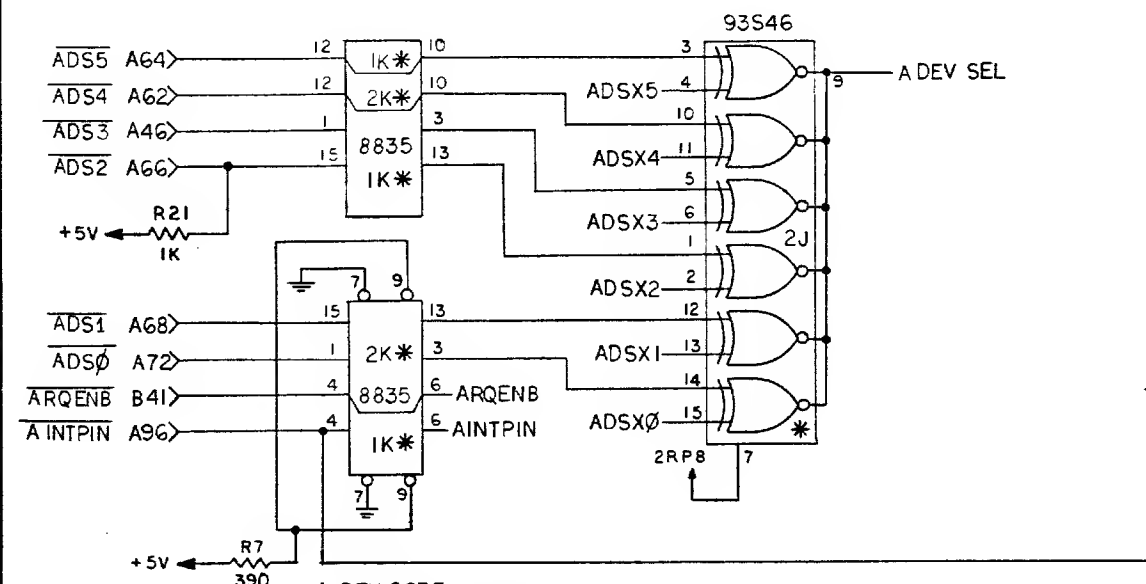 93S46
ADS5 A64 12 1K* 10 3
A DEV SEL
9
ADSX5 4
ADS4 A62 12 2K* 10 10
ADSX4 11
ADS3 A46 1 3 5
8835
ADSX3 6
ADS2 A66 15 13 1
1K*
2J
ADSX2 2
R21
+5V
1K
7 9
ADS1 A68 15 13 12
2K*
ADSX1 13
ADSØ A72 1 3 14
ARQENB B41 4 8835 6 ARQENB
ADSXØ 15
AINTPIN A96 4 6 AINTPIN
1K*
*
2RP8 7
7 9
R7
+5V
390